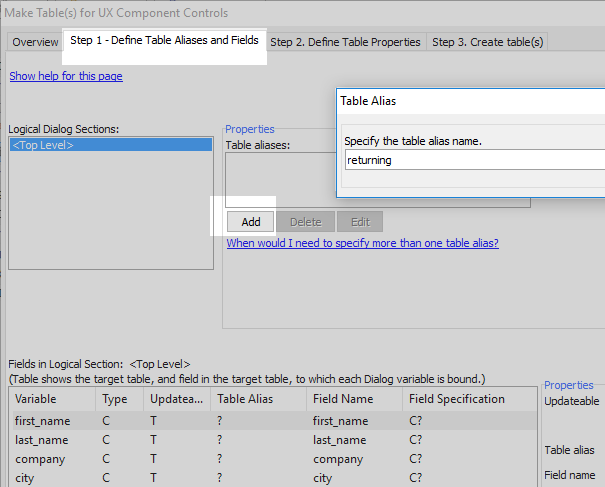 Make Table(s) for UX Component Controls
Overview Step 1 - Define Table Aliases and Fields Step 2. Define Table Properties Step 3. Create table(s)
Show help for this page
Table Alias
Logical Dialog Sections:
<Top Level>
Properties
Table aliases:
Specify the table alias name.
returning
Add Delete Edit
When would I need to specify more than one table alias?
Fields in Logical Section: <Top Level>
(Table shows the target table, and field in the target table, to which each Dialog variable is bound.)
Variable Type Updatea... Table Alias Field Name Field Specification
first_name C T ? first_name C?
last_name C T ? last_name C?
company C T ? company C?
city C T ? city C?
Properties
Updateable
Table alias
Field name